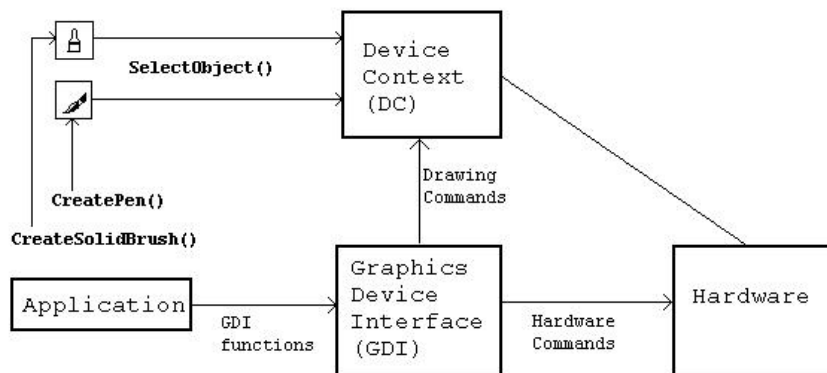 Device
Context
(DC)
SelectObject()
CreatePen()
CreateSolidBrush()
Drawing
Commands
Application
GDI
functions
Graphics
Device
Interface
(GDI)
Hardware
Commands
Hardware